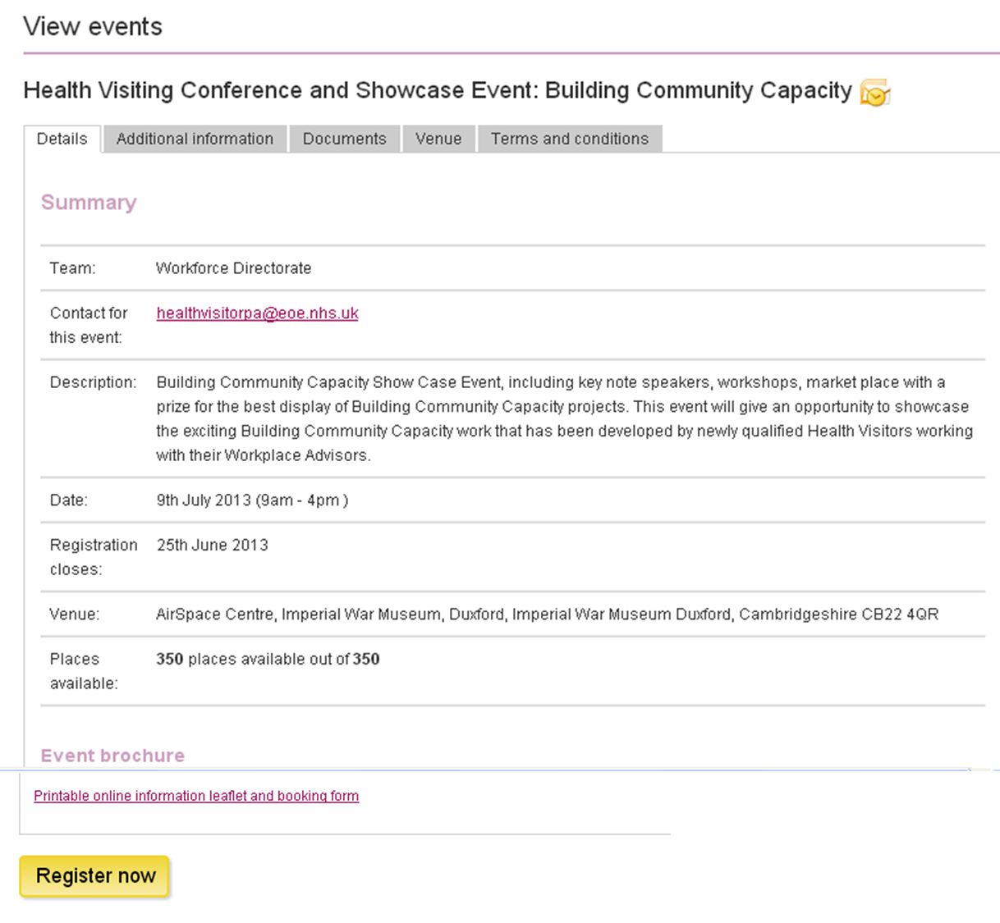 View events
Health Visiting Conference and Showcase Event: Building Community Capacity
Details Additional information Documents Venue Terms and conditions
Summary
Team: Workforce Directorate
Contact for healthvisitorpa@eoe.nhs.uk
this event:
Description: Building Community Capacity Show Case Event, including key note speakers, workshops, market place with a
prize for the best display of Building Community Capacity projects. This event will give an opportunity to showcase
the exciting Building Community Capacity work that has been developed by newly qualified Health Visitors working
with their Workplace Advisors.
Date: 9th July 2013 (9am - 4pm )
Registration 25th June 2013
closes:
Venue: AirSpace Centre, Imperial War Museum, Duxford, Imperial War Museum Duxford, Cambridgeshire CB22 4QR
Places 350 places available out of 350
available:
Event brochure
Printable online information leaflet and booking form
Register now